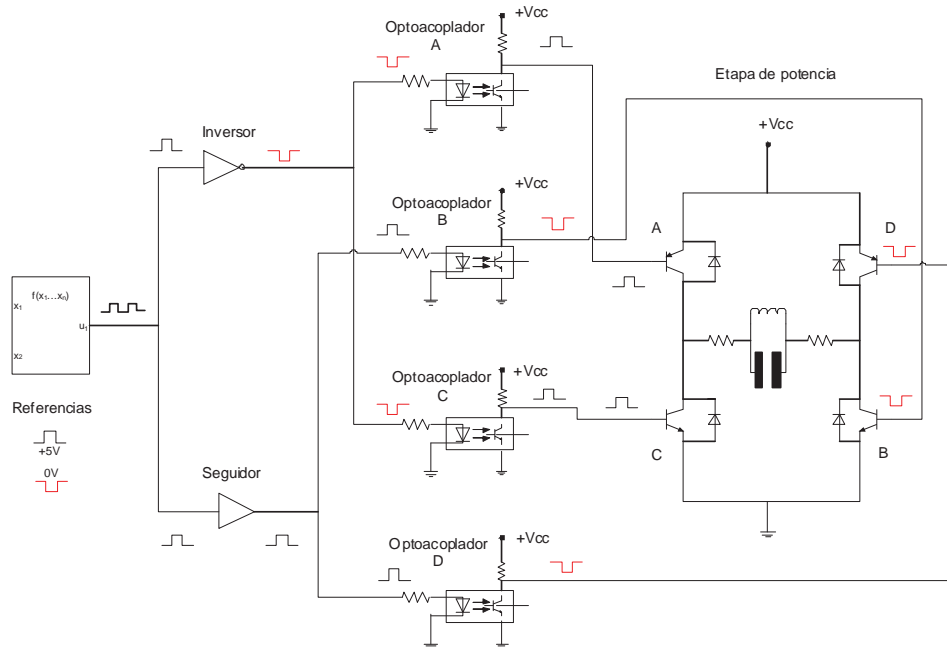 Optoacoplador
A
+Vcc
Etapa de potencia
+Vcc
Inversor
Optoacoplador
B
+Vcc
A
D
f(x₁...xₙ)
x₁
u₁
x₂
Optoacoplador
C
+Vcc
Referencias
+5V
0V
Seguidor
C
B
Optoacoplador
D
+Vcc